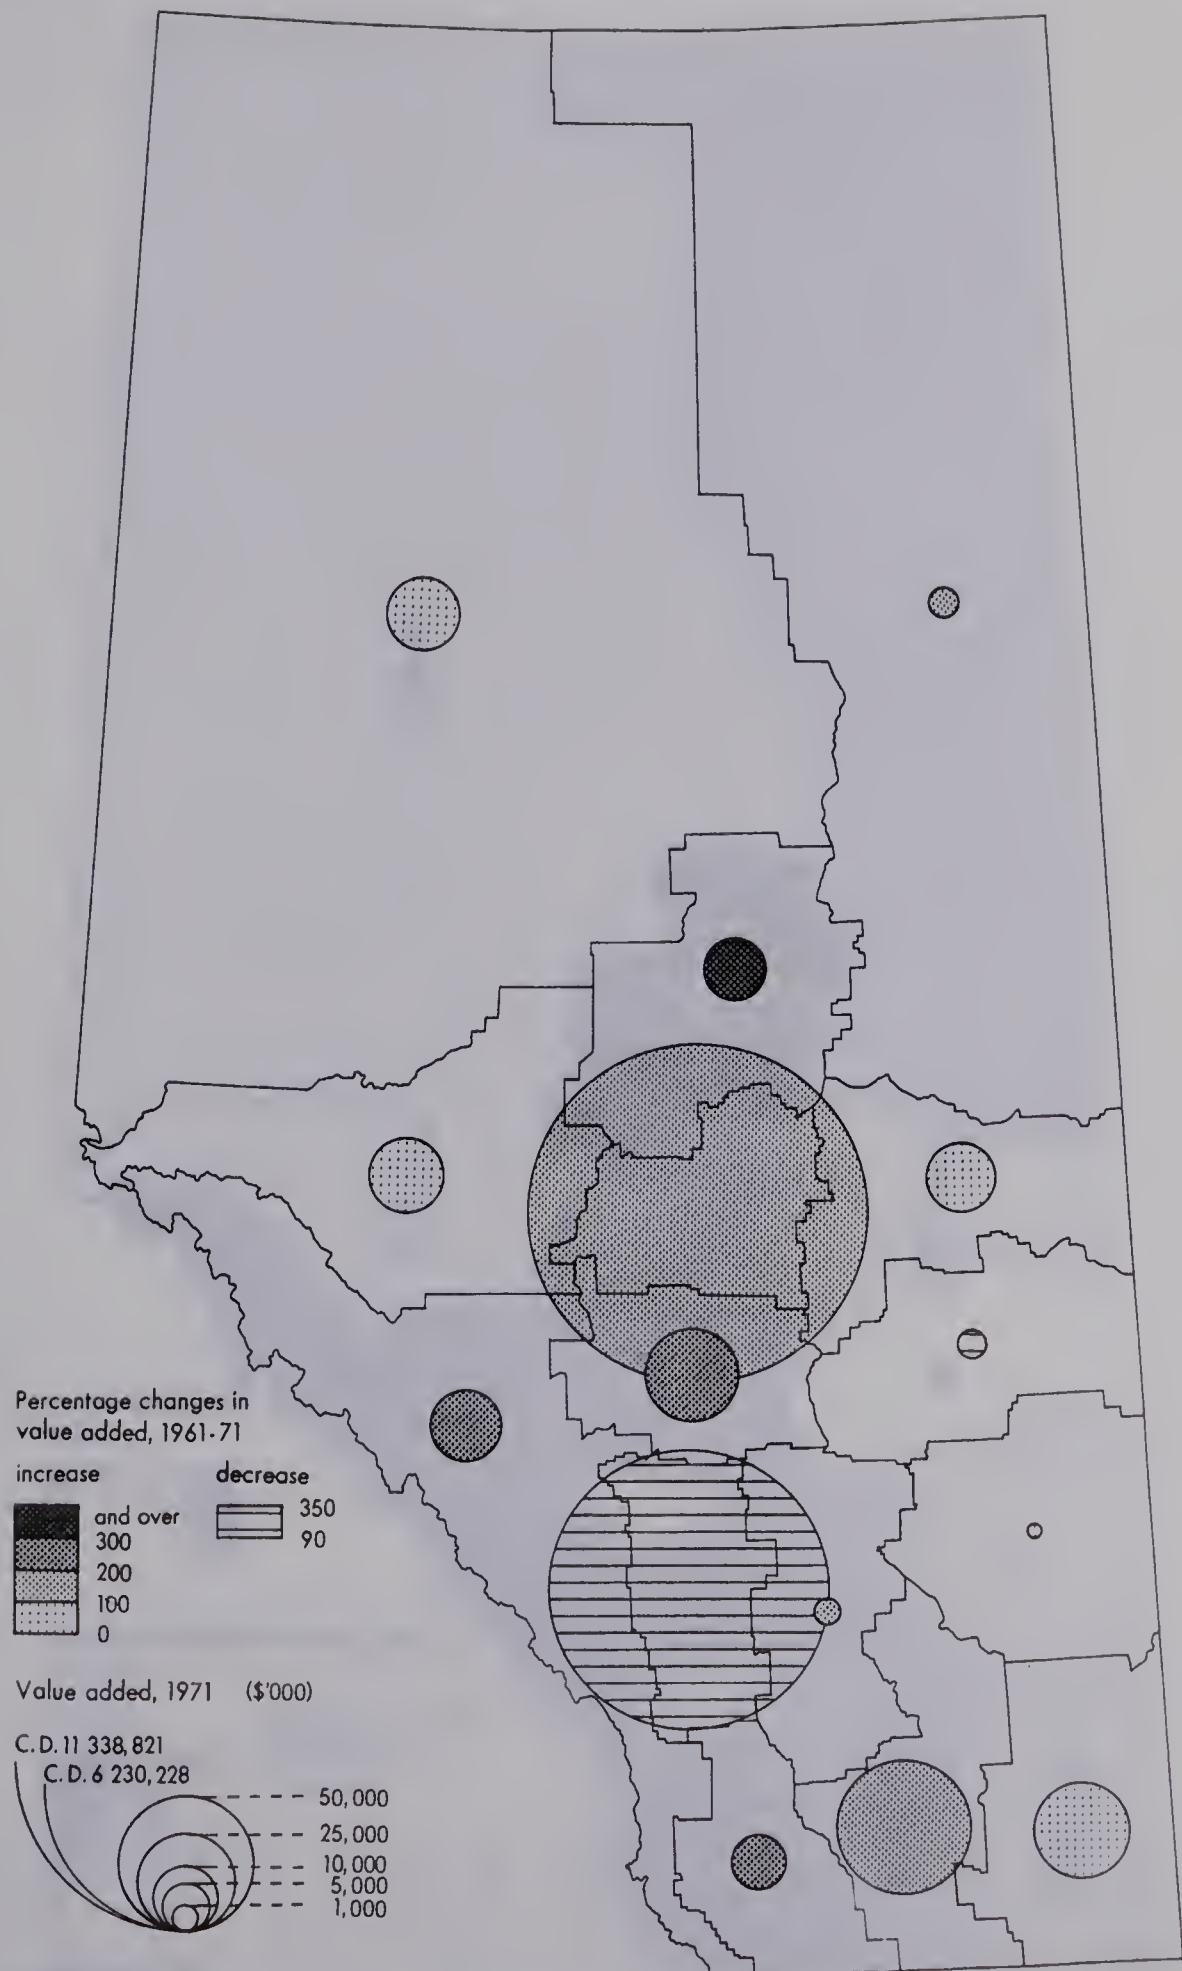 Percentage changes in
value added, 1961-71
increase
decrease
and over
300
200
100
0
350
90
Value added, 1971 ($'000)
C.D. 11 338,821
C.D. 6 230,228
50,000
25,000
10,000
5,000
1,000